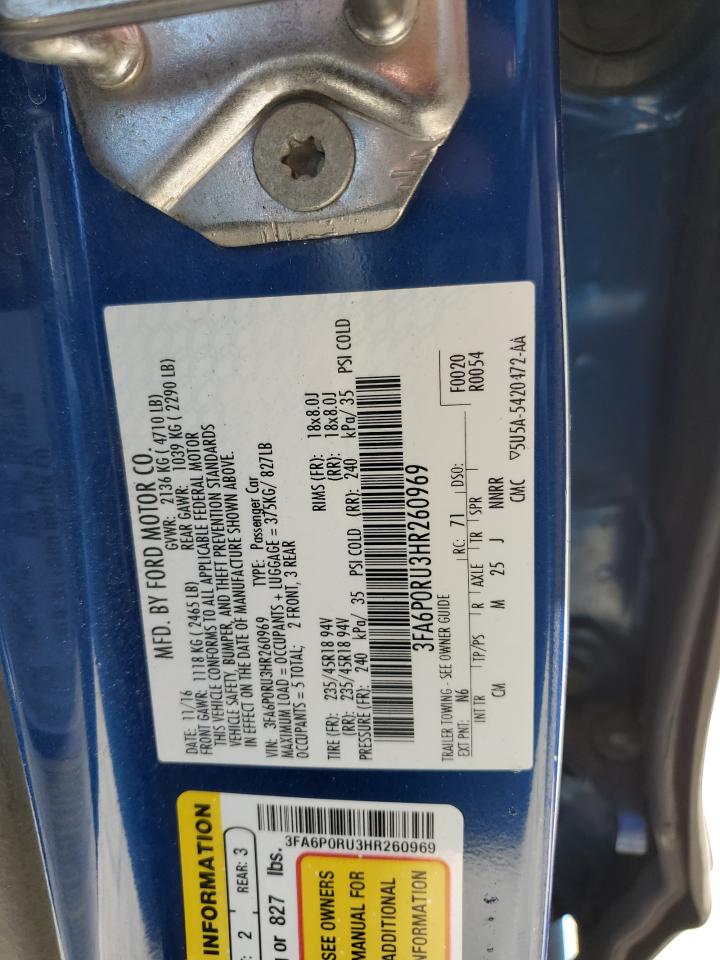 MFD. BY FORD MOTOR CO.
DATE: 11/16 GVWR: 2136 KG ( 4710 LB)
FRONT GAWR: 1118 KG ( 2465 LB) REAR GAWR: 1039 KG ( 2290 LB)
THIS VEHICLE CONFORMS TO ALL APPLICABLE FEDERAL MOTOR
VEHICLE SAFETY, BUMPER, AND THEFT PREVENTION STANDARDS
IN EFFECT ON THE DATE OF MANUFACTURE SHOWN ABOVE.
VIN: 3FA6P0RU3HR260969 TYPE: Passenger Car
MAXIMUM LOAD = OCCUPANTS + LUGGAGE = 375KG/ 827LB
OCCUPANTS = 5 TOTAL; 2 FRONT, 3 REAR
TIRE (FR): 235/45R18 94V RIMS (FR): 18x8.0J
(RR): 235/45R18 94V (RR): 18x8.0J
PRESSURE (FR): 240 kPa/ 35 PSI COLD (RR): 240 kPa/ 35 PSI COLD
3FA6P0RU3HR260969
TRAILER TOWING - SEE OWNER GUIDE F0020
EXT PNT: N6 RC: 71 DSO: R0054
INT TR TP/PS R AXLE TR SPR
CM M 25 J NNRR
CMC ▽5U5A-5420472-AA
INFORMATION
3FA6P0RU3HR260969
2 REAR: 3
or 827 lbs.
SEE OWNERS
MANUAL FOR
ADDITIONAL
INFORMATION